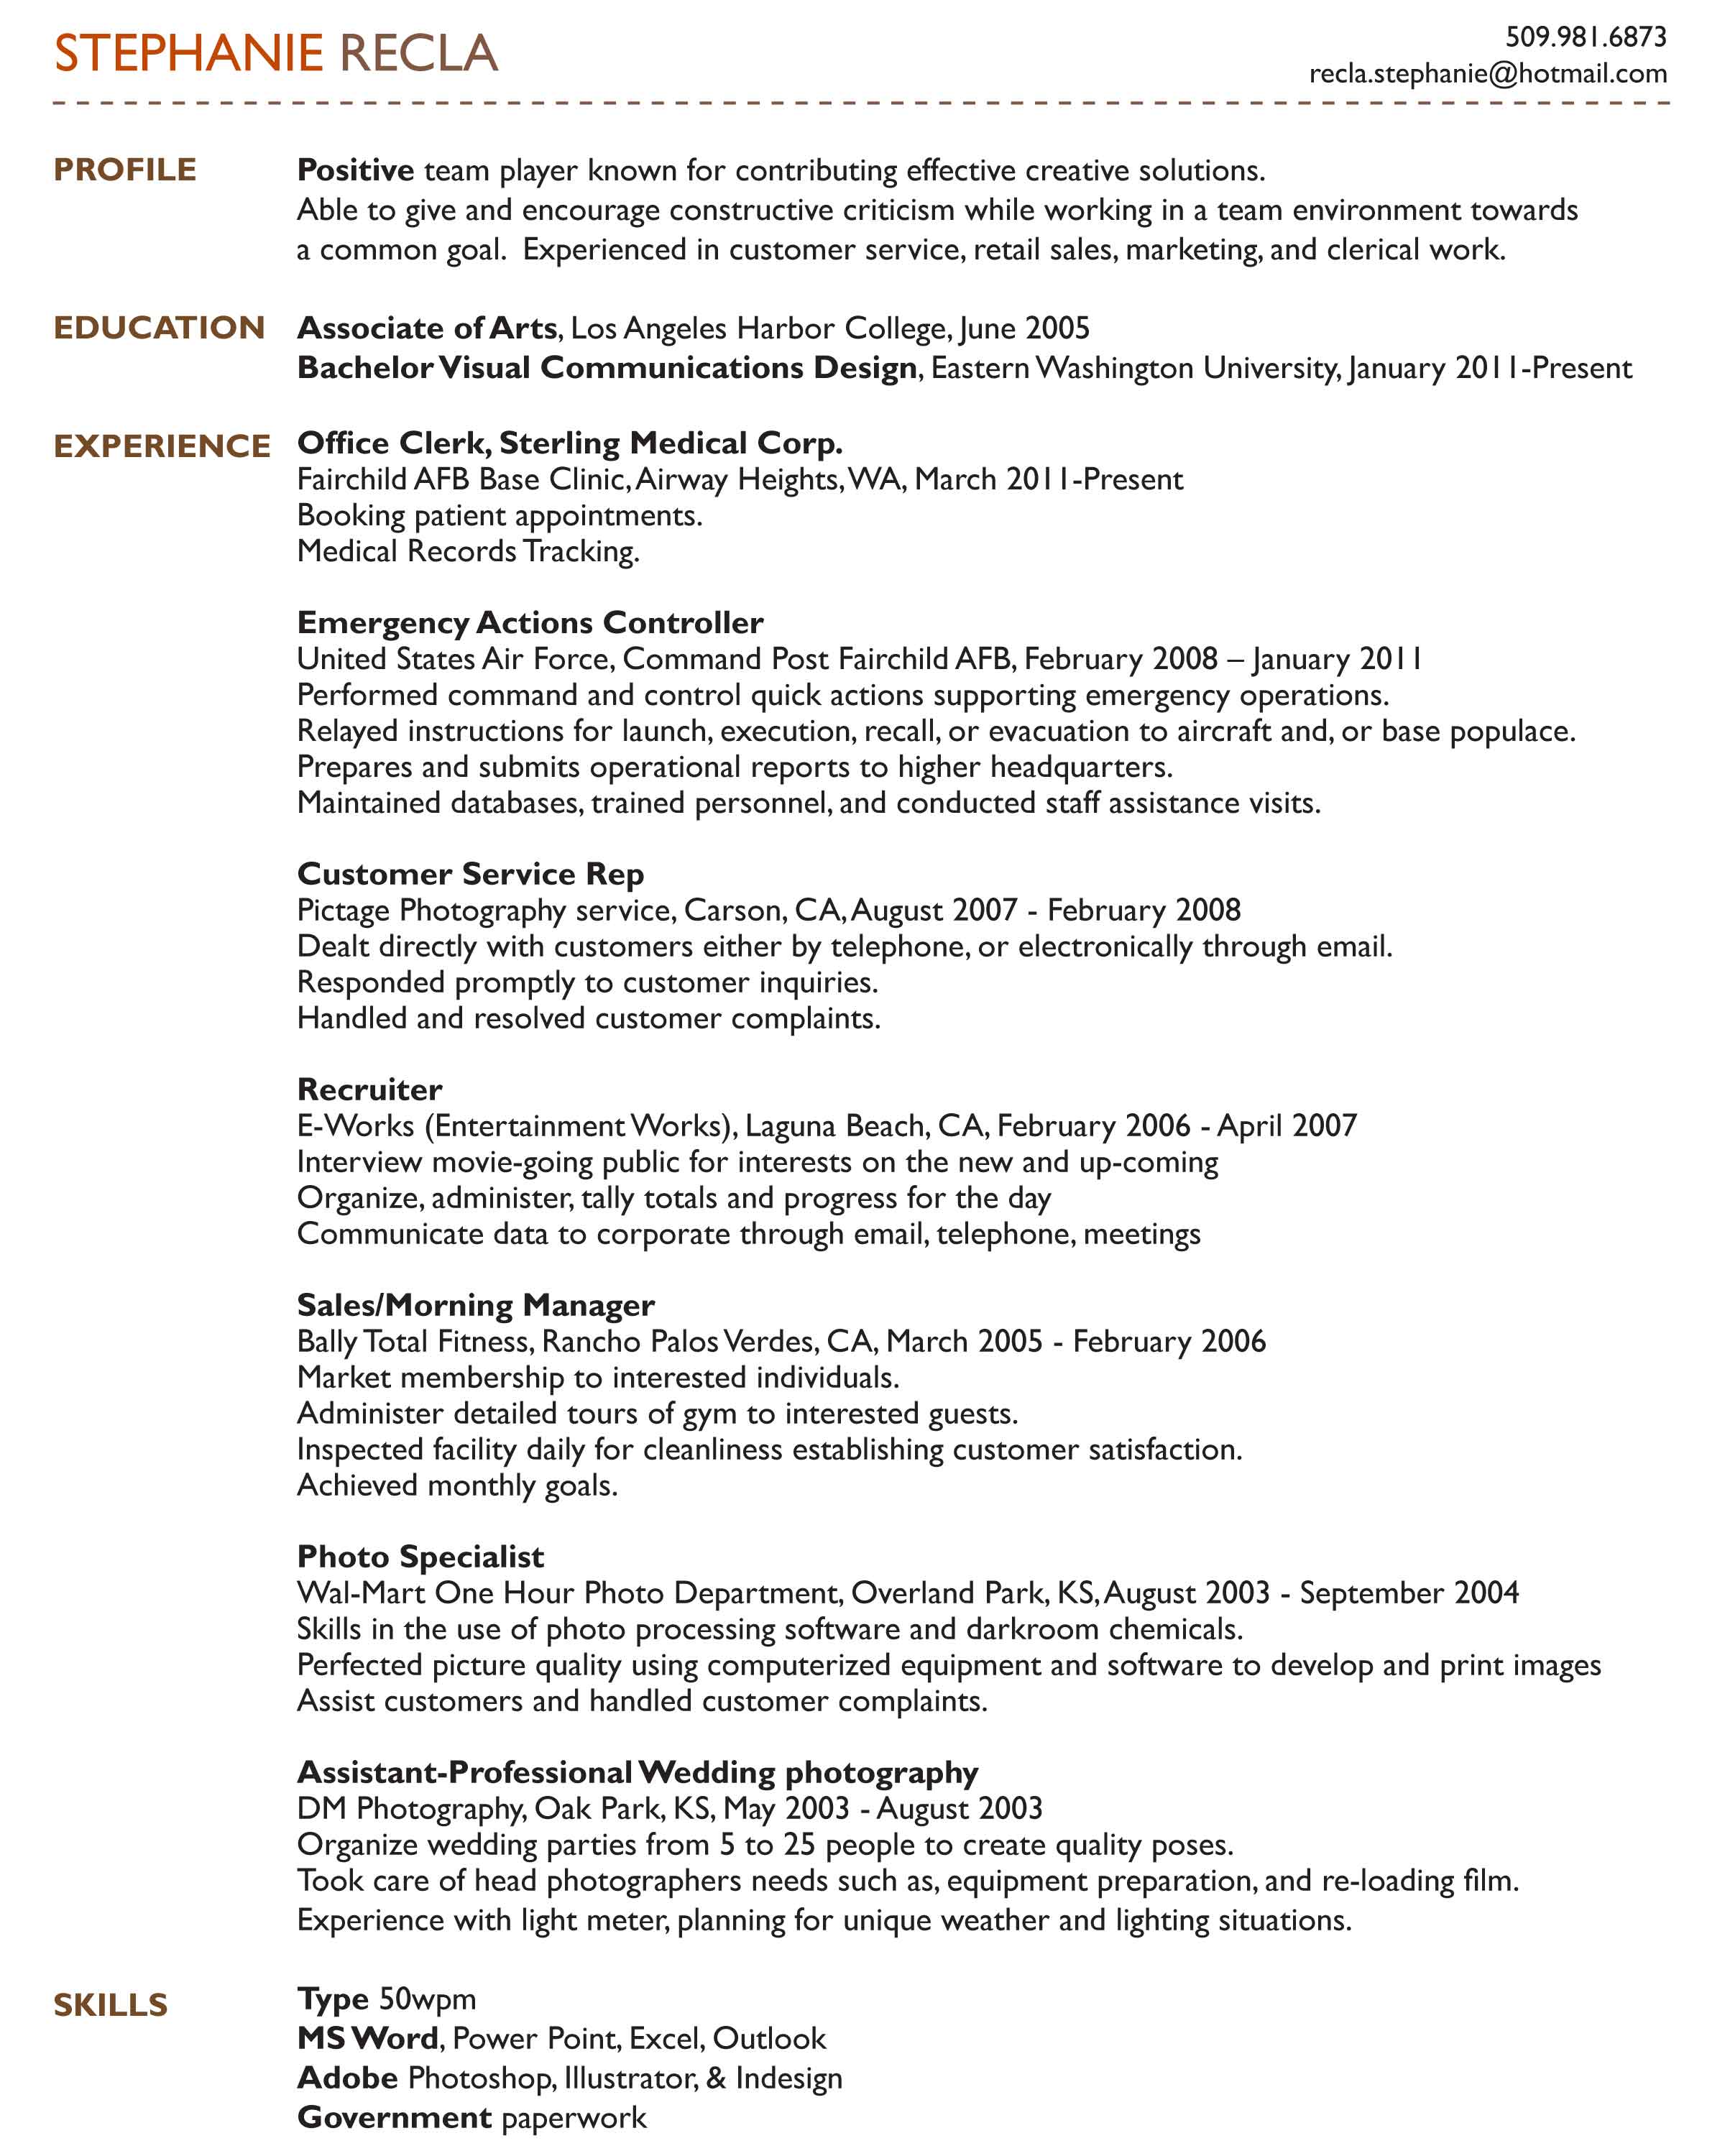 STEPHANIE RECLA
509.981.6873
recla.stephanie@hotmail.com
PROFILE
Positive team player known for contributing effective creative solutions.
Able to give and encourage constructive criticism while working in a team environment towards
a common goal. Experienced in customer service, retail sales, marketing, and clerical work.
EDUCATION
Associate of Arts, Los Angeles Harbor College, June 2005
Bachelor Visual Communications Design, Eastern Washington University, January 2011-Present
EXPERIENCE
Office Clerk, Sterling Medical Corp.
Fairchild AFB Base Clinic, Airway Heights, WA, March 2011-Present
Booking patient appointments.
Medical Records Tracking.
Emergency Actions Controller
United States Air Force, Command Post Fairchild AFB, February 2008 – January 2011
Performed command and control quick actions supporting emergency operations.
Relayed instructions for launch, execution, recall, or evacuation to aircraft and, or base populace.
Prepares and submits operational reports to higher headquarters.
Maintained databases, trained personnel, and conducted staff assistance visits.
Customer Service Rep
Pictage Photography service, Carson, CA, August 2007 - February 2008
Dealt directly with customers either by telephone, or electronically through email.
Responded promptly to customer inquiries.
Handled and resolved customer complaints.
Recruiter
E-Works (Entertainment Works), Laguna Beach, CA, February 2006 - April 2007
Interview movie-going public for interests on the new and up-coming
Organize, administer, tally totals and progress for the day
Communicate data to corporate through email, telephone, meetings
Sales/Morning Manager
Bally Total Fitness, Rancho Palos Verdes, CA, March 2005 - February 2006
Market membership to interested individuals.
Administer detailed tours of gym to interested guests.
Inspected facility daily for cleanliness establishing customer satisfaction.
Achieved monthly goals.
Photo Specialist
Wal-Mart One Hour Photo Department, Overland Park, KS, August 2003 - September 2004
Skills in the use of photo processing software and darkroom chemicals.
Perfected picture quality using computerized equipment and software to develop and print images
Assist customers and handled customer complaints.
Assistant-Professional Wedding photography
DM Photography, Oak Park, KS, May 2003 - August 2003
Organize wedding parties from 5 to 25 people to create quality poses.
Took care of head photographers needs such as, equipment preparation, and re-loading film.
Experience with light meter, planning for unique weather and lighting situations.
SKILLS
Type 50wpm
MS Word, Power Point, Excel, Outlook
Adobe Photoshop, Illustrator, & Indesign
Government paperwork